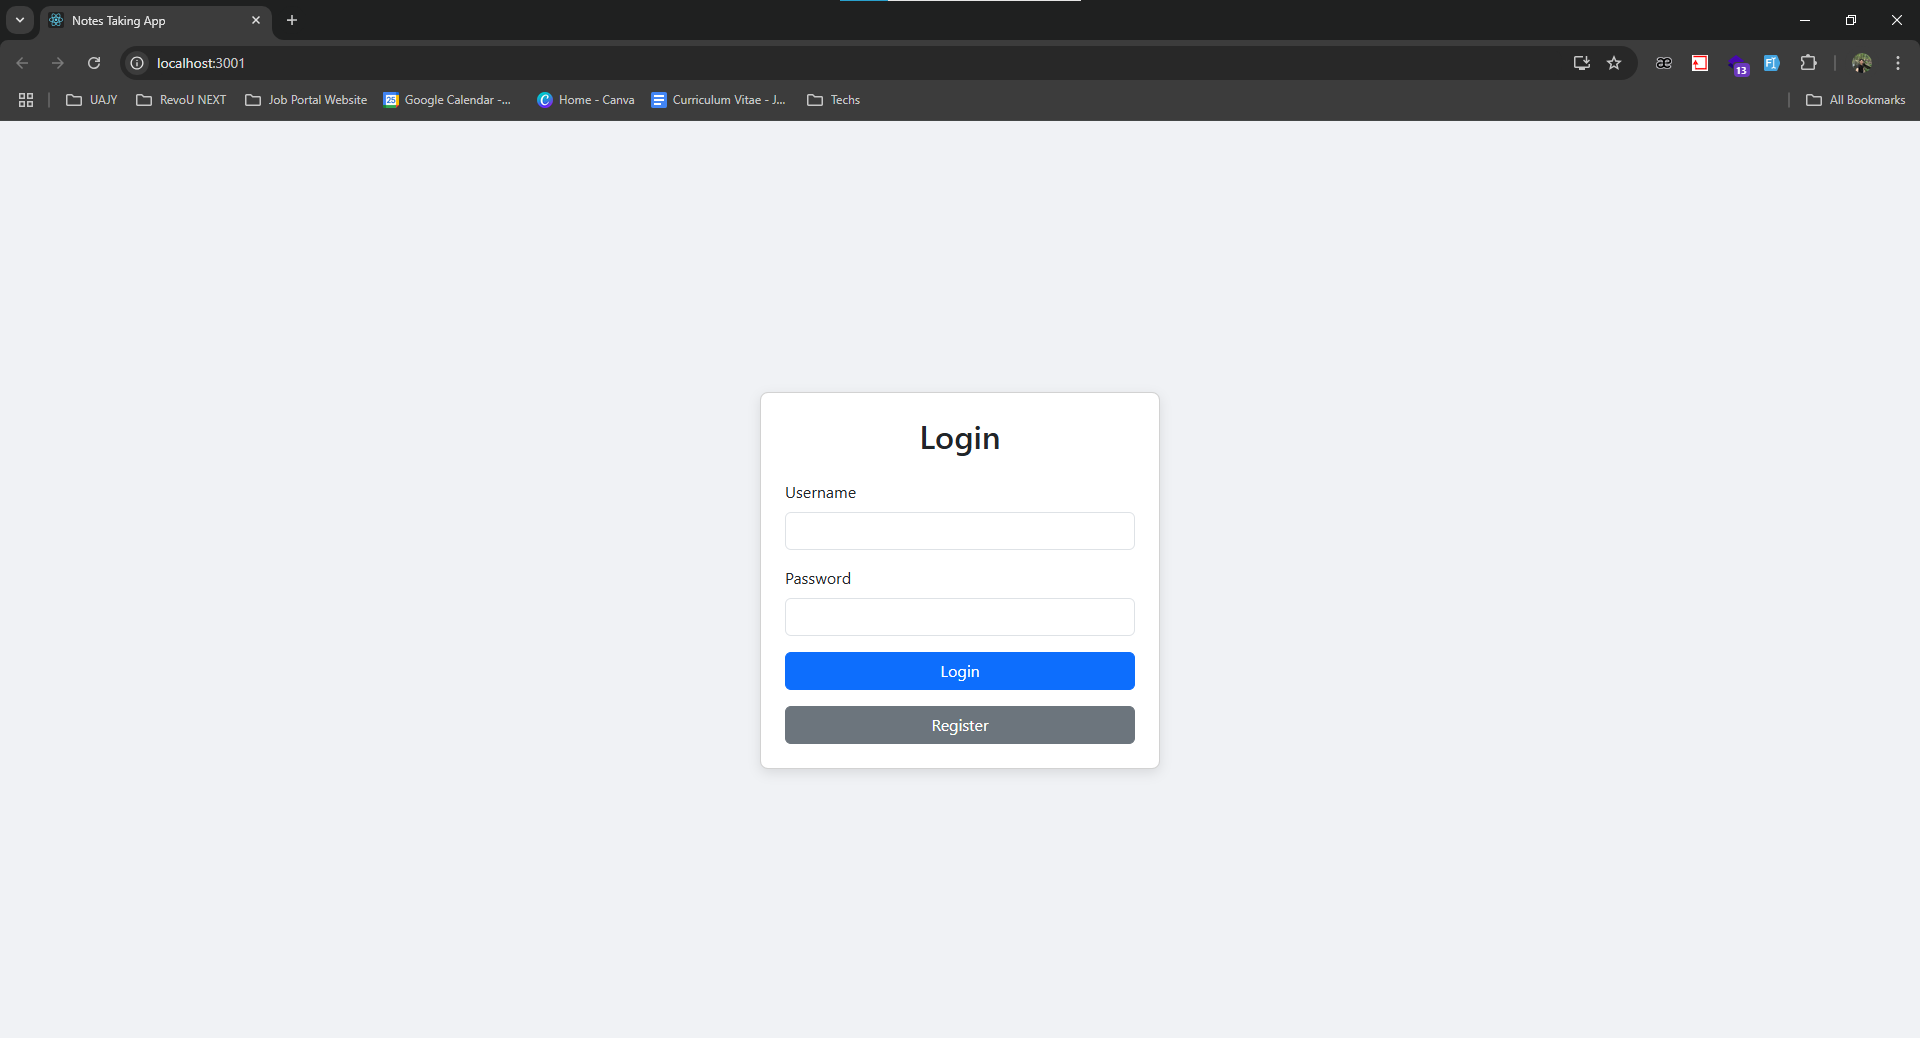 Notes Taking App
localhost:3001
13
UAJY
RevoU NEXT
Job Portal Website
25
Google Calendar -...
Home - Canva
Curriculum Vitae - J...
Techs
All Bookmarks
Login
Username
Password
Login
Register